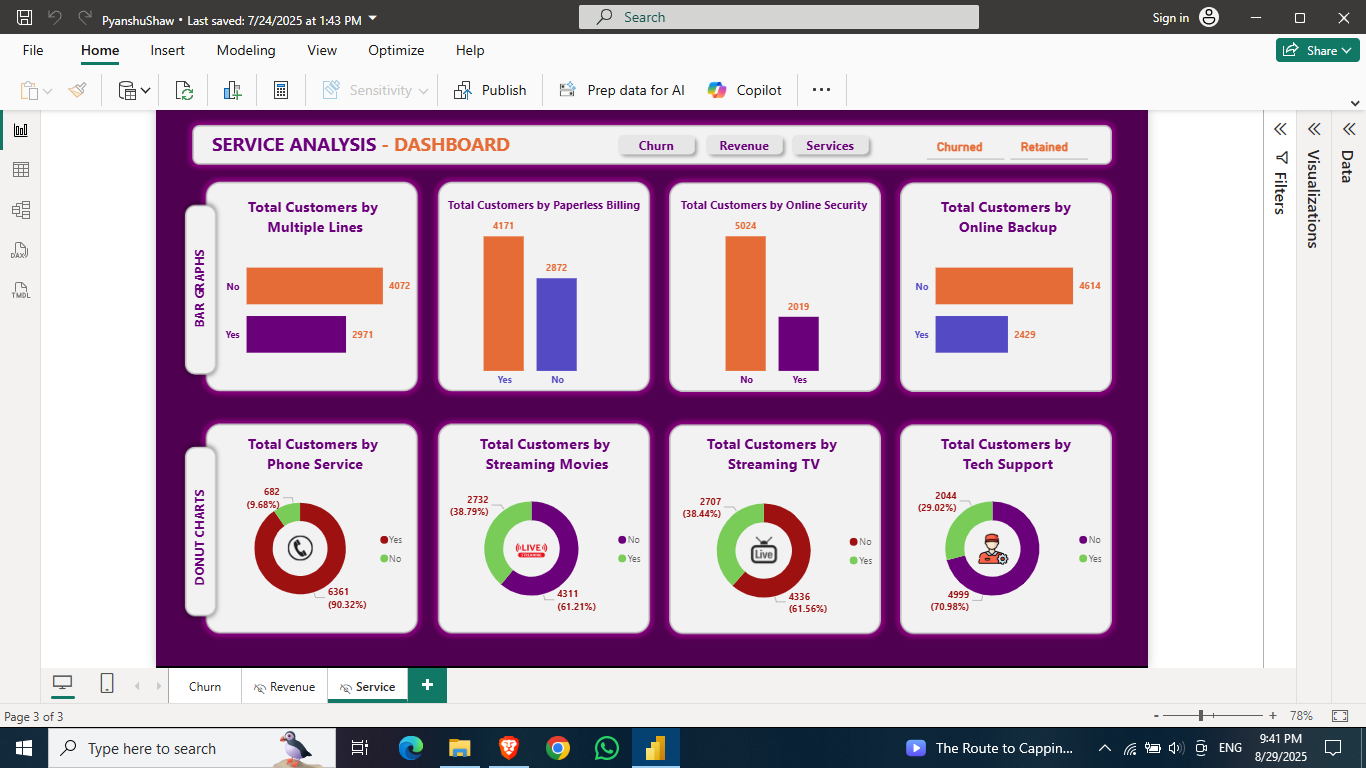 PyanshuShaw • Last saved: 7/24/2025 at 1:43 PM
Search
Sign in
File
Home
Insert
Modeling
View
Optimize
Help
Share
Sensitivity
Publish
Prep data for AI
Copilot
SERVICE ANALYSIS - DASHBOARD
Churn
Revenue
Services
Churned
Retained
BAR GRAPHS
Total Customers by
Multiple Lines
No
4072
Yes
2971
Total Customers by Paperless Billing
4171
2872
Yes
No
Total Customers by Online Security
5024
2019
No
Yes
Total Customers by
Online Backup
No
4614
Yes
2429
DONUT CHARTS
Total Customers by
Phone Service
682
(9.68%)
Yes
No
6361
(90.32%)
Total Customers by
Streaming Movies
2732
(38.79%)
LIVE
STREAMING
No
Yes
4311
(61.21%)
Total Customers by
Streaming TV
2707
(38.44%)
Live
No
Yes
4336
(61.56%)
Total Customers by
Tech Support
2044
(29.02%)
No
Yes
4999
(70.98%)
Filters
Visualizations
Data
DAX
TMDL
Churn
Revenue
Service
Page 3 of 3
- + 78%
Type here to search
The Route to Cappin...
ENG
9:41 PM
8/29/2025